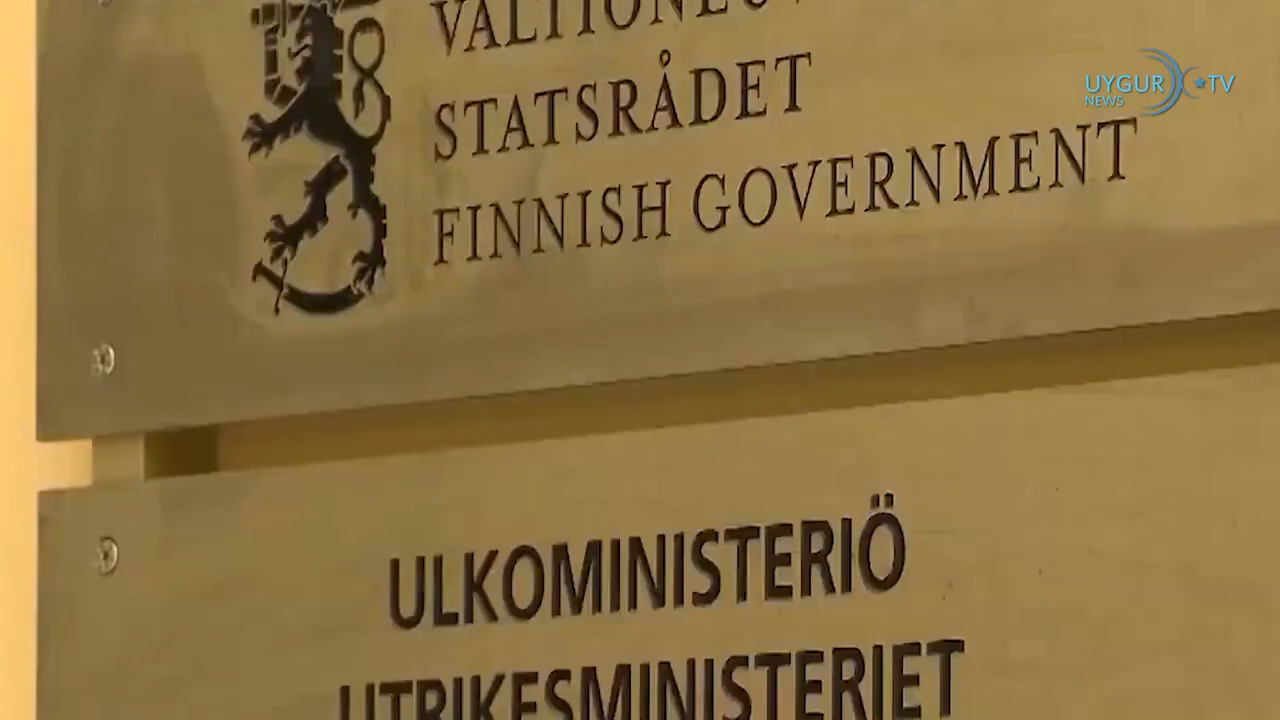 STATSRÅDET
FINNISH GOVERNMENT
ULKOMINISTERIÖ
UTRIKESMINISTERIET
UYGUR TV
NEWS